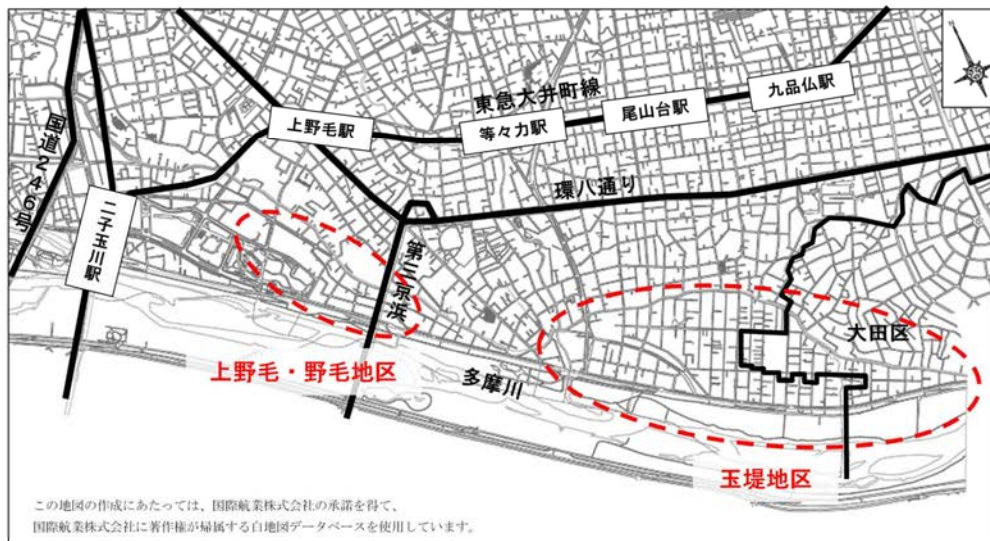 東急大井町線
九品仏駅
尾山台駅
等々力駅
上野毛駅
国道246号
環八通り
二子玉川駅
第三京浜
大田区
上野毛・野毛地区
多摩川
玉堤地区
この地図の作成にあたっては、国際航業株式会社の承諾を得て、
国際航業株式会社に著作権が帰属する白地図データベースを使用しています。